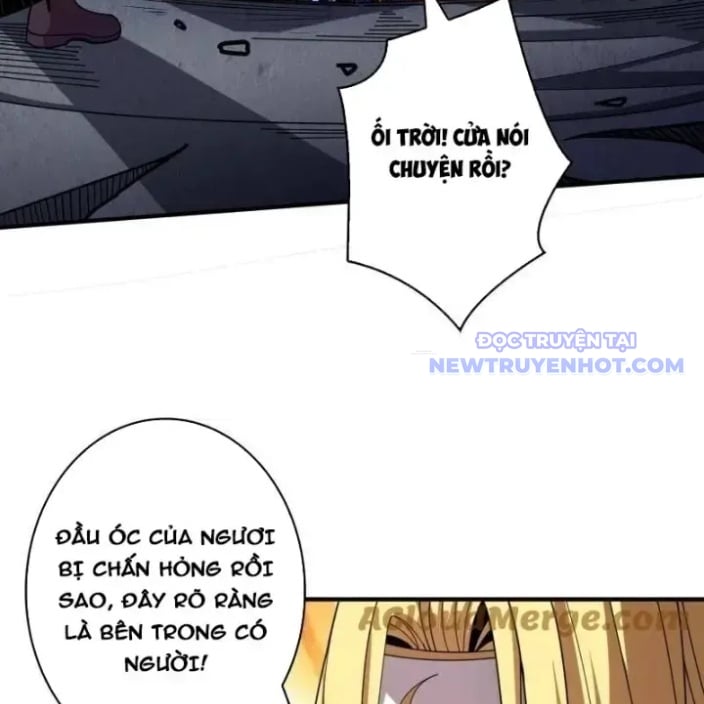 ỐI TRỜI! CỬA NÓI
CHUYỆN RỒI?
ĐỌC TRUYỆN TẠI
NEWTRUYENHOT.COM
ĐẦU ÓC CỦA NGƯƠI
BỊ CHẤN HỎNG RỒI
SAO, ĐÂY RÕ RÀNG
LÀ BÊN TRONG CÓ
NGƯỜI!
ACloudMerge.com